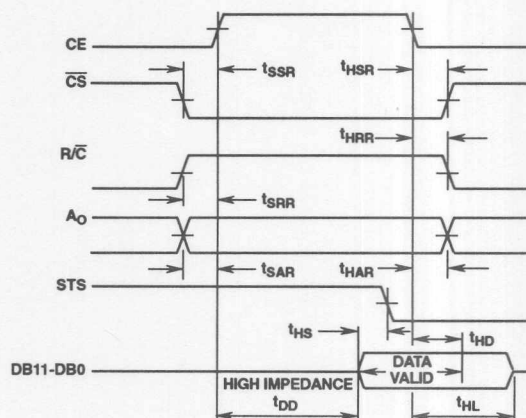 CE
C̅S̅
tSSR
tHSR
tHRR
R/C̅
tSRR
AO
tSAR
tHAR
STS
tHS
tHD
DB11-DB0
DATA
VALID
HIGH IMPEDANCE
tDD
tHL